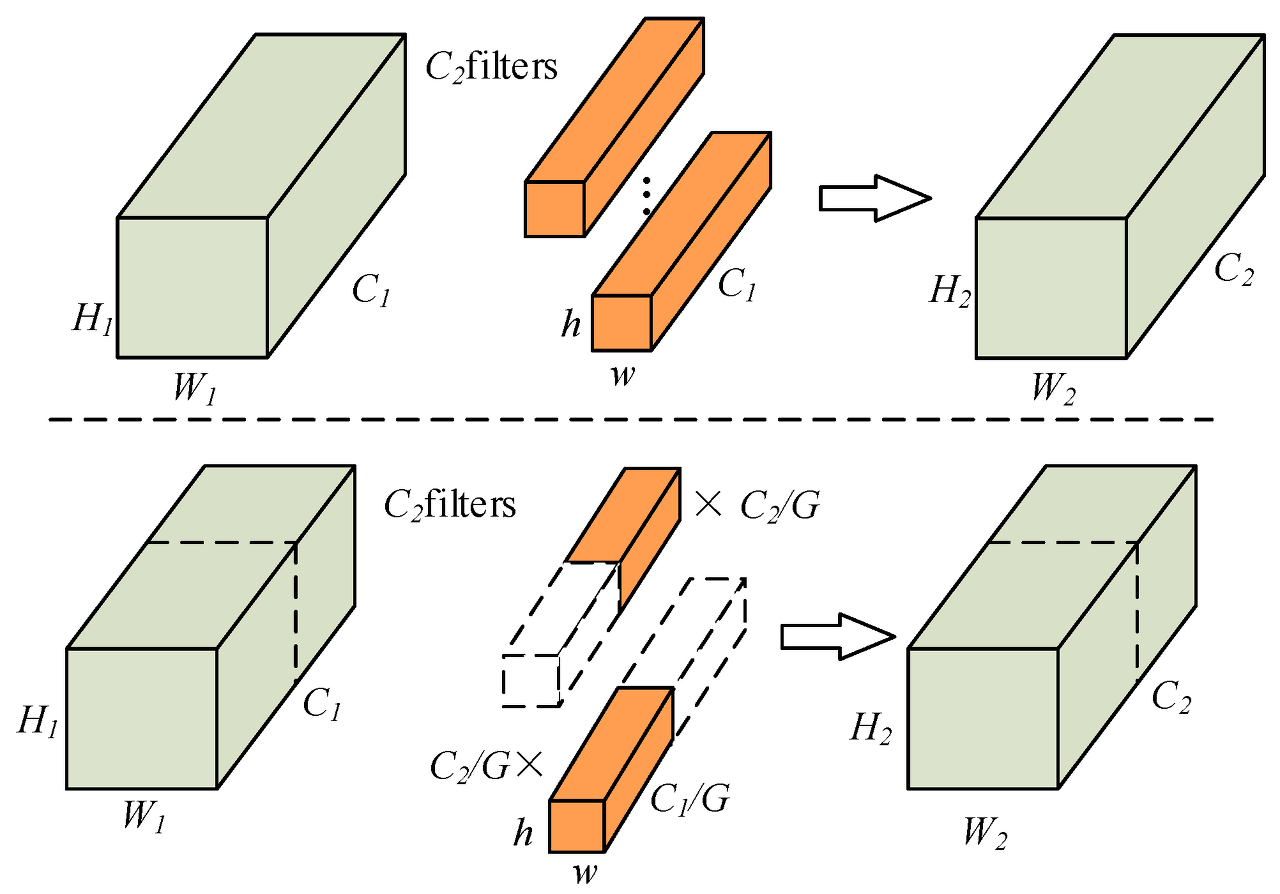 C2filters
H1
W1
C1
h
w
C1
H2
W2
C2
C2filters
× C2/G
H1
W1
C1
C2/G×
C1/G
h
w
H2
W2
C2